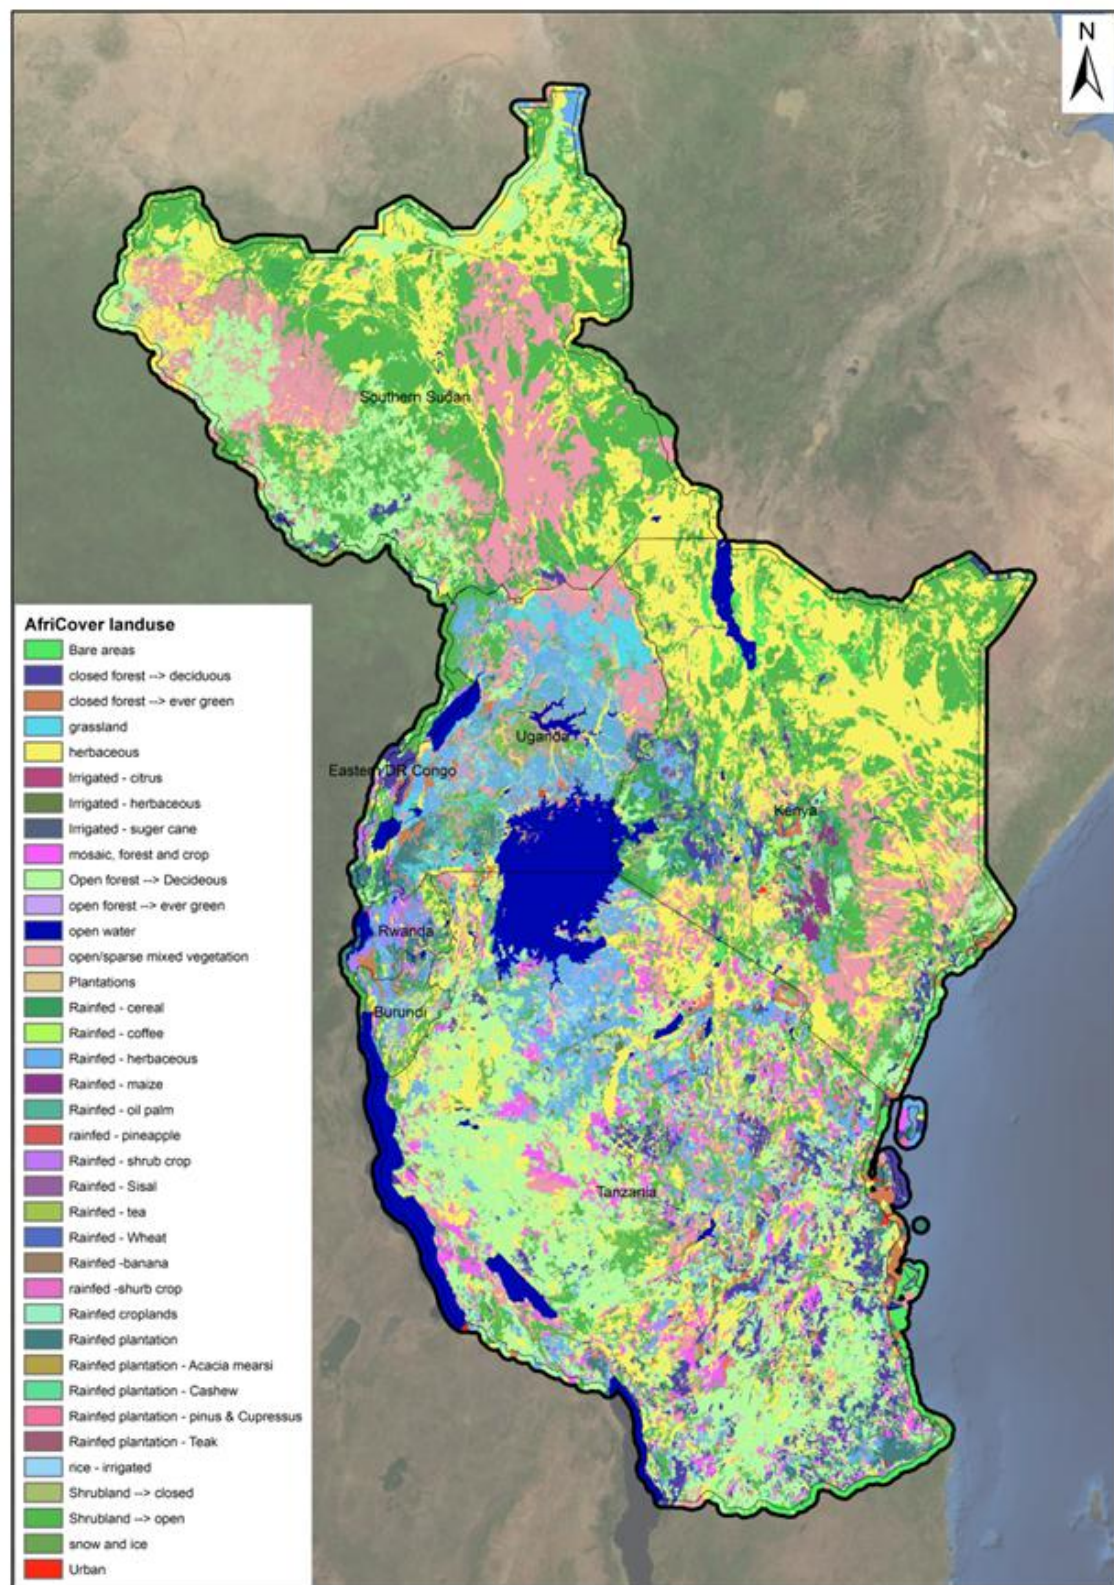 N
Southern Sudan
Uganda
Eastern DR Congo
Kenya
Rwanda
Burundi
Tanzania
AfriCover landuse
Bare areas
closed forest --> deciduous
closed forest --> ever green
grassland
herbaceous
Irrigated - citrus
Irrigated - herbaceous
Irrigated - suger cane
mosaic, forest and crop
Open forest --> Decideous
open forest --> ever green
open water
open/sparse mixed vegetation
Plantations
Rainfed - cereal
Rainfed - coffee
Rainfed - herbaceous
Rainfed - maize
Rainfed - oil palm
rainfed - pineapple
Rainfed - shrub crop
Rainfed - Sisal
Rainfed - tea
Rainfed - Wheat
Rainfed -banana
rainfed -shurb crop
Rainfed croplands
Rainfed plantation
Rainfed plantation - Acacia mearsi
Rainfed plantation - Cashew
Rainfed plantation - pinus & Cupressus
Rainfed plantation - Teak
rice - irrigated
Shrubland --> closed
Shrubland --> open
snow and ice
Urban